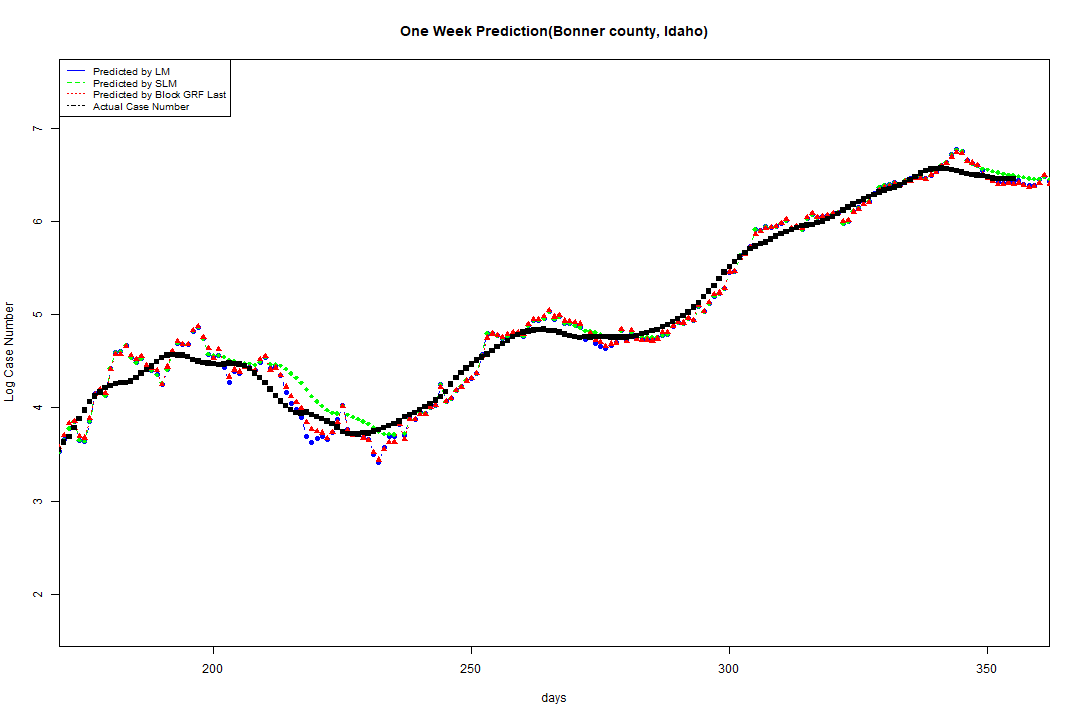 One Week Prediction(Bonner county, Idaho)
Predicted by LM
Predicted by SLM
Predicted by Block GRF Last
Actual Case Number
7
6
5
4
3
2
Log Case Number
200 250 300 350
days